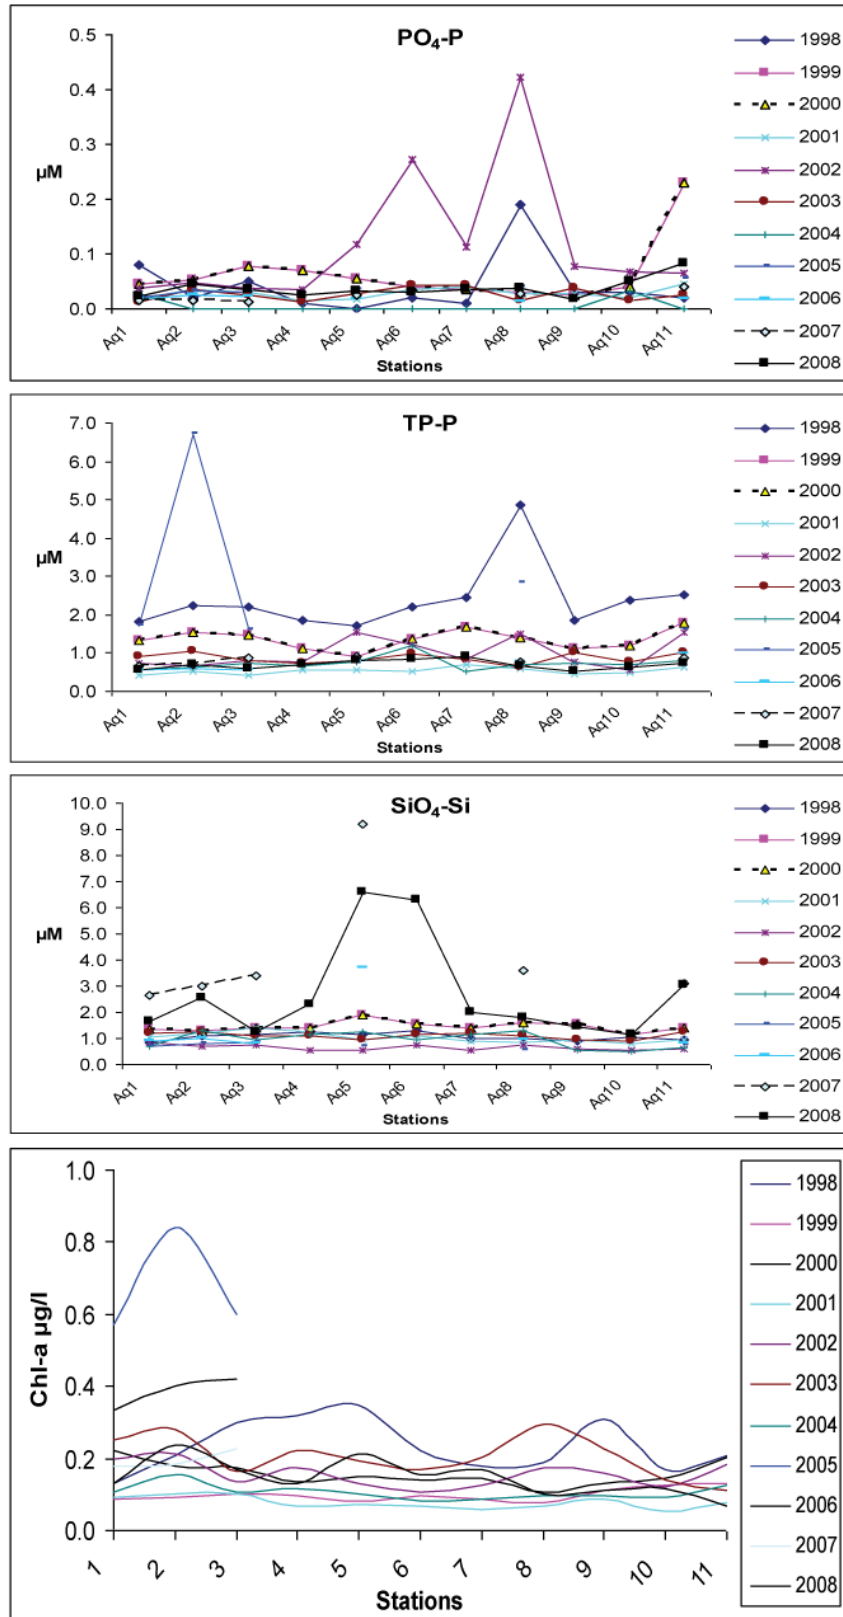 PO₄-P
0.5
0.4
0.3
0.2
0.1
0.0
µM
Aq1
Aq2
Aq3
Aq4
Aq5
Aq6
Aq7
Aq8
Aq9
Aq10
Aq11
Stations
1998
1999
2000
2001
2002
2003
2004
2005
2006
2007
2008
TP-P
7.0
6.0
5.0
4.0
3.0
2.0
1.0
0.0
µM
Aq1
Aq2
Aq3
Aq4
Aq5
Aq6
Aq7
Aq8
Aq9
Aq10
Aq11
Stations
1998
1999
2000
2001
2002
2003
2004
2005
2006
2007
2008
SiO₄-Si
10.0
9.0
8.0
7.0
6.0
5.0
4.0
3.0
2.0
1.0
0.0
µM
Aq1
Aq2
Aq3
Aq4
Aq5
Aq6
Aq7
Aq8
Aq9
Aq10
Aq11
Stations
1998
1999
2000
2001
2002
2003
2004
2005
2006
2007
2008
1.0
0.8
0.6
0.4
0.2
0.0
Chl-a µg/l
1
2
3
4
5
6
7
8
9
10
11
Stations
1998
1999
2000
2001
2002
2003
2004
2005
2006
2007
2008